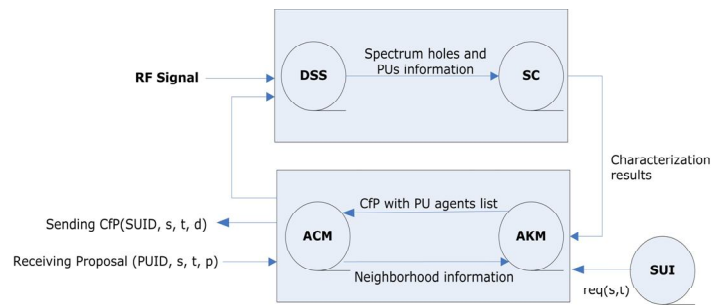 Spectrum holes and
PUs information
DSS
SC
RF Signal
Characterization
results
CfP with PU agents list
Sending CfP(SUID, s, t, d)
ACM
AKM
Receiving Proposal (PUID, s, t, p)
SUI
Neighborhood information
req(s,t)